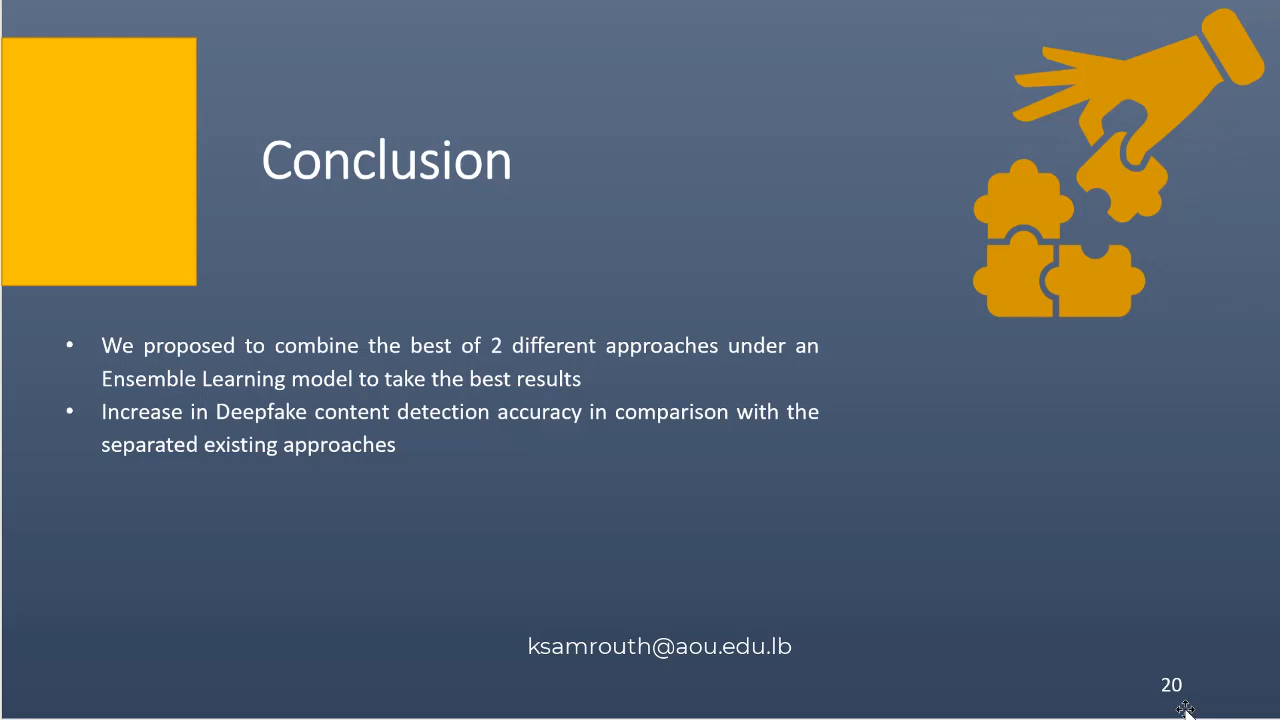 Conclusion
• We proposed to combine the best of 2 different approaches under an
Ensemble Learning model to take the best results
• Increase in Deepfake content detection accuracy in comparison with the
separated existing approaches
ksamrouth@aou.edu.lb
20